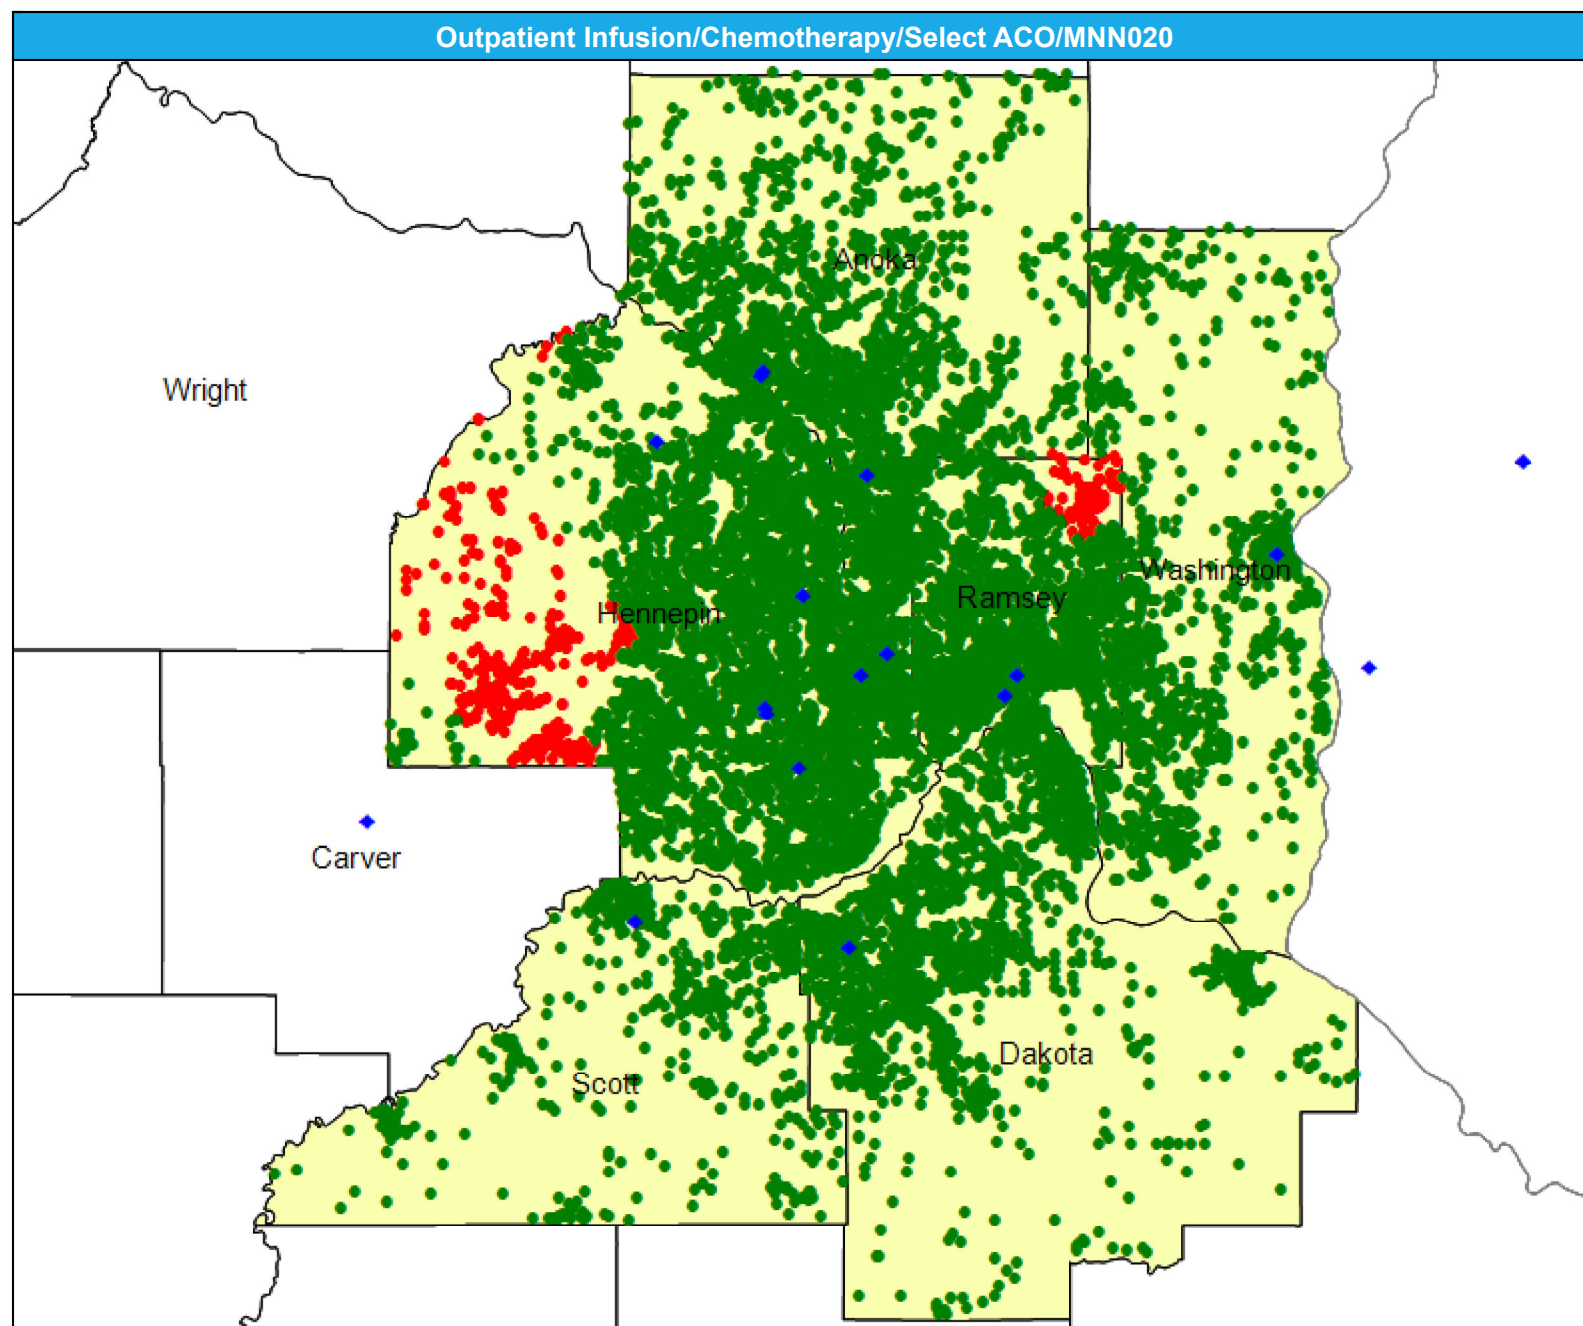 Outpatient Infusion/Chemotherapy/Select ACO/MNN020
Anoka
Wright
Washington
Ramsey
Hennepin
Carver
Dakota
Scott